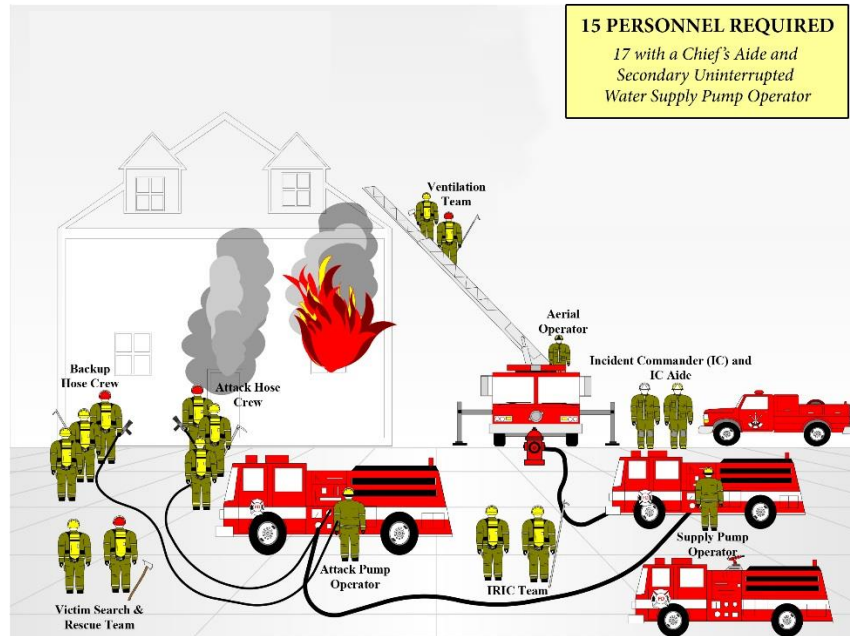 15 PERSONNEL REQUIRED
17 with a Chief's Aide and
Secondary Uninterrupted
Water Supply Pump Operator
Ventilation
Team
Aerial
Operator
Incident Commander (IC) and
IC Aide
Backup
Hose Crew
Attack Hose
Crew
Supply Pump
Operator
Attack Pump
Operator
IRIC Team
Victim Search &
Rescue Team